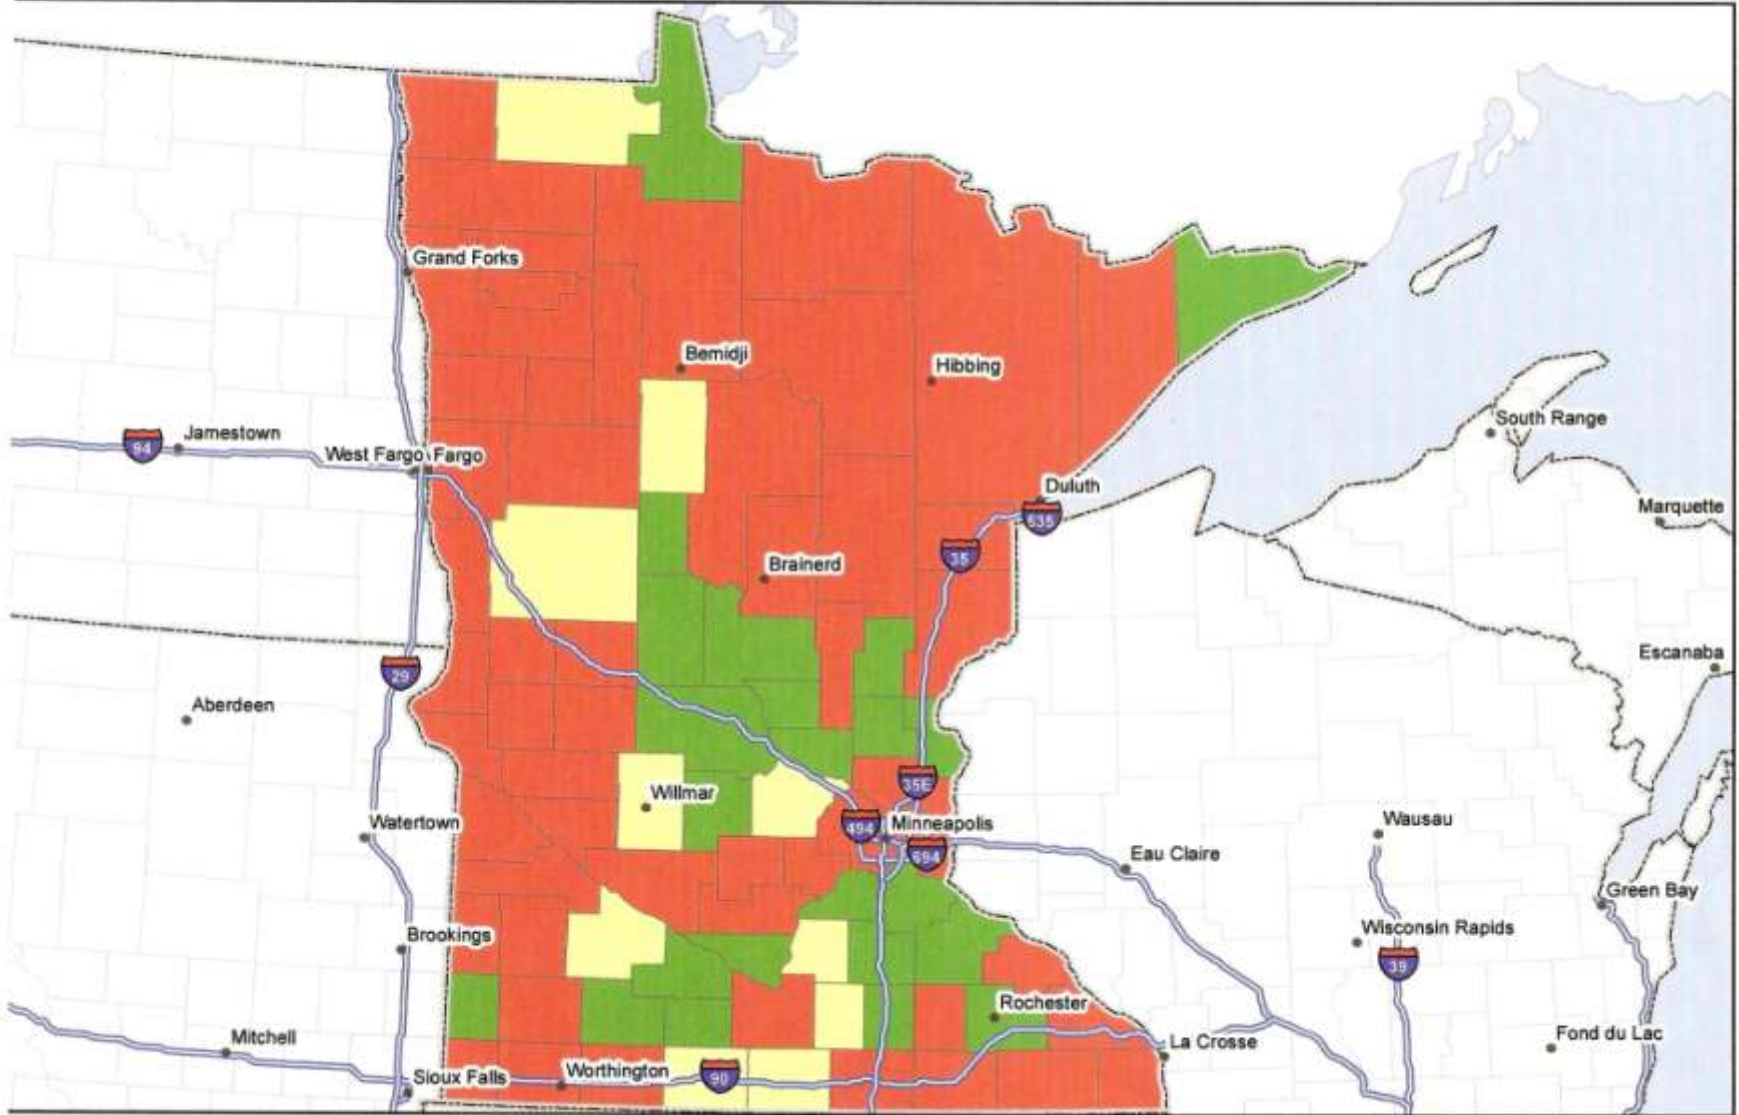 Grand Forks
Bemidji
Hibbing
South Range
94
Jamestown
West Fargo
Fargo
Duluth
535
Marquette
35
Brainerd
29
Escanaba
Aberdeen
35E
Willmar
Watertown
494
Minneapolis
694
Wausau
Eau Claire
Green Bay
Brookings
Wisconsin Rapids
39
Rochester
Mitchell
La Crosse
Fond du Lac
Sioux Falls
Worthington
90